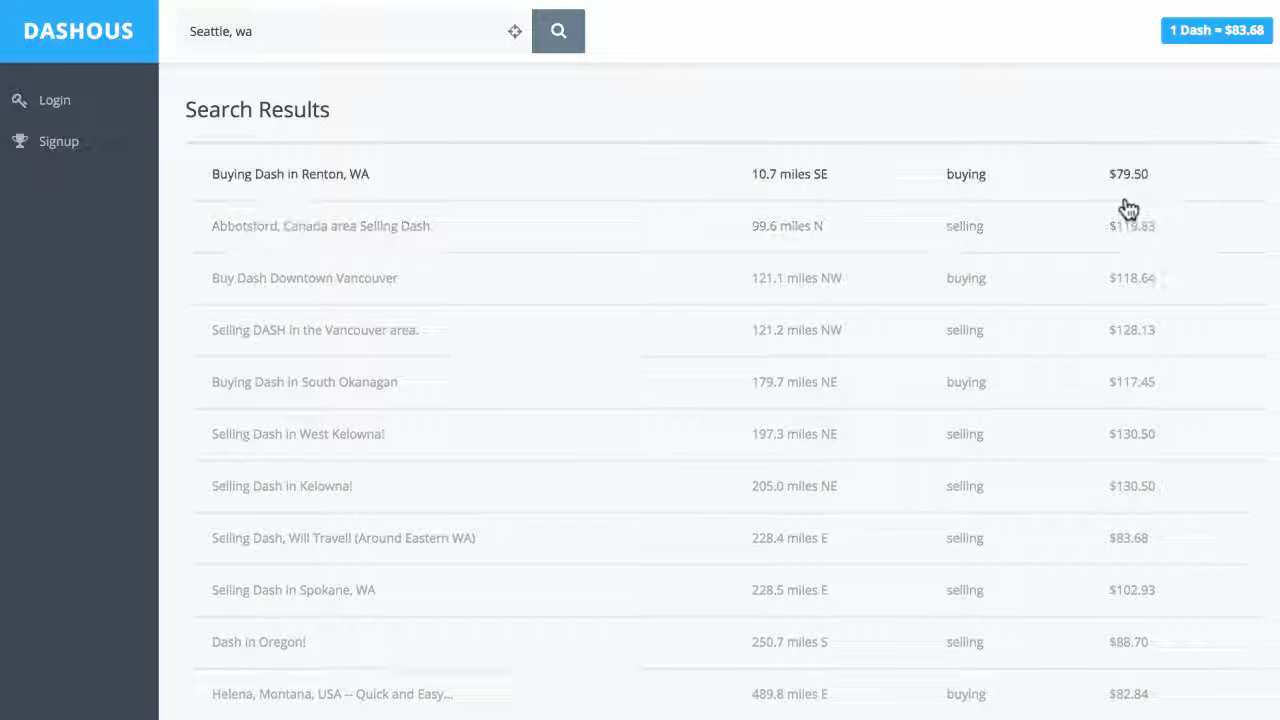 DASHOUS
Seattle, wa
1 Dash = $83.68
Login
Signup
Search Results
Buying Dash in Renton, WA 10.7 miles SE buying $79.50
Abbotsford, Canada area Selling Dash. 99.6 miles N selling $119.83
Buy Dash Downtown Vancouver 121.1 miles NW buying $118.64
Selling DASH in the Vancouver area. 121.2 miles NW selling $128.13
Buying Dash in South Okanagan 179.7 miles NE buying $117.45
Selling Dash in West Kelowna! 197.3 miles NE selling $130.50
Selling Dash in Kelowna! 205.0 miles NE selling $130.50
Selling Dash, Will Travell (Around Eastern WA) 228.4 miles E selling $83.68
Selling Dash in Spokane, WA 228.5 miles E selling $102.93
Dash in Oregon! 250.7 miles S selling $88.70
Helena, Montana, USA -- Quick and Easy... 489.8 miles E buying $82.84